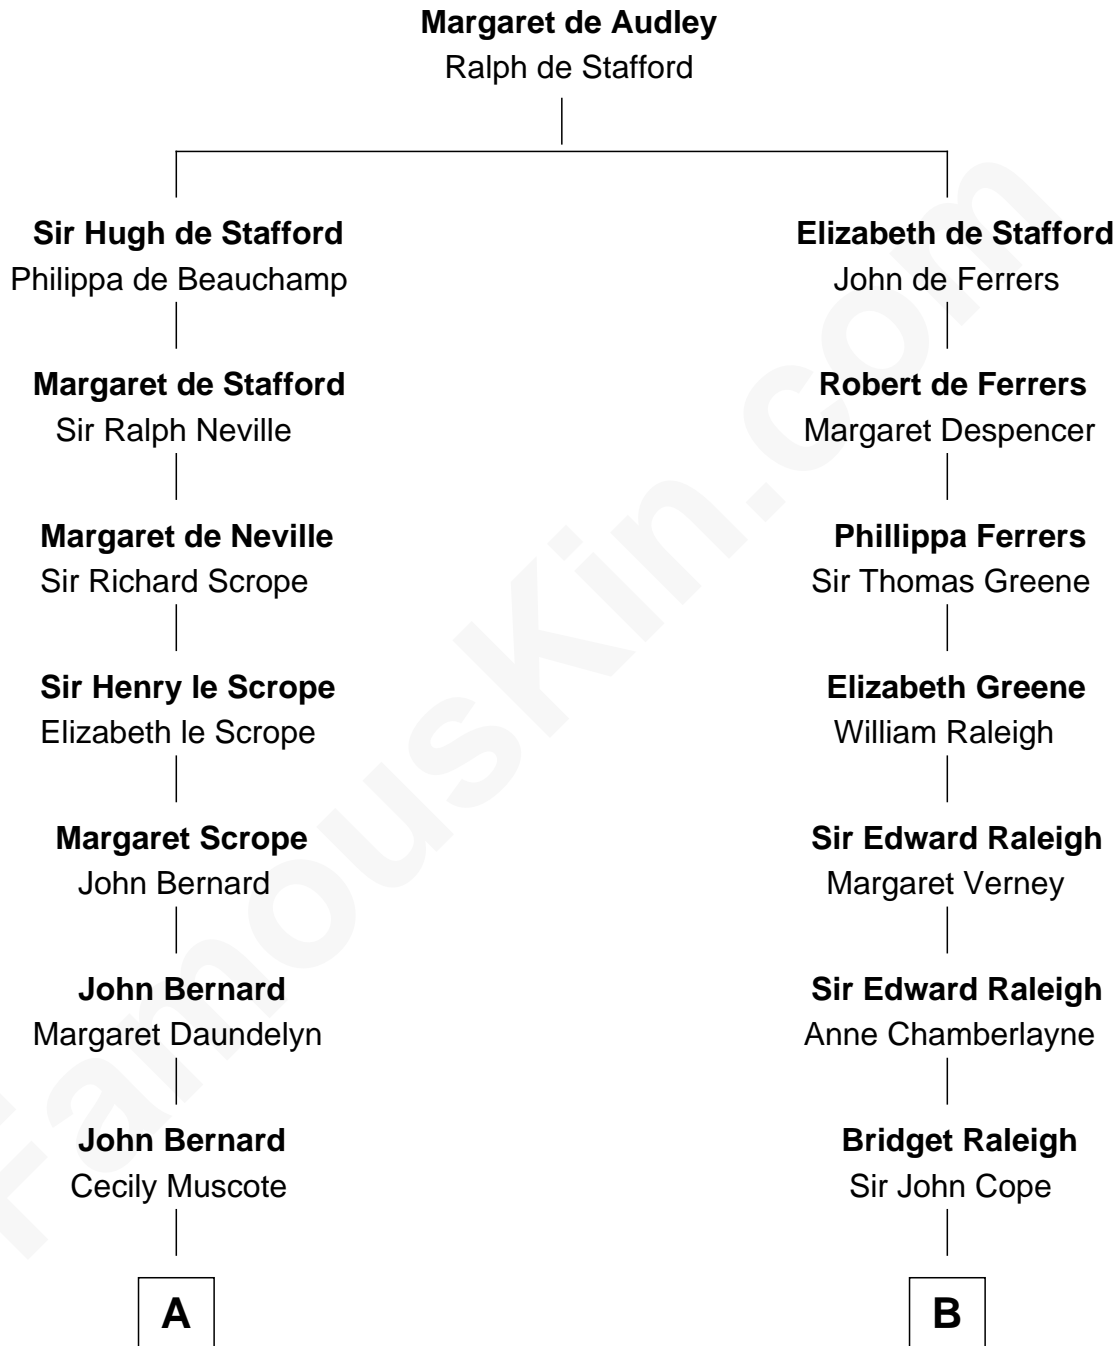 Margaret de Audley
Ralph de Stafford
Sir Hugh de Stafford
Philippa de Beauchamp
Margaret de Stafford
Sir Ralph Neville
Margaret de Neville
Sir Richard Scrope
Sir Henry le Scrope
Elizabeth le Scrope
Margaret Scrope
John Bernard
John Bernard
Margaret Daundelyn
John Bernard
Cecily Muscote
A
Elizabeth de Stafford
John de Ferrers
Robert de Ferrers
Margaret Despencer
Phillippa Ferrers
Sir Thomas Greene
Elizabeth Greene
William Raleigh
Sir Edward Raleigh
Margaret Verney
Sir Edward Raleigh
Anne Chamberlayne
Bridget Raleigh
Sir John Cope
B
FamousKin.com